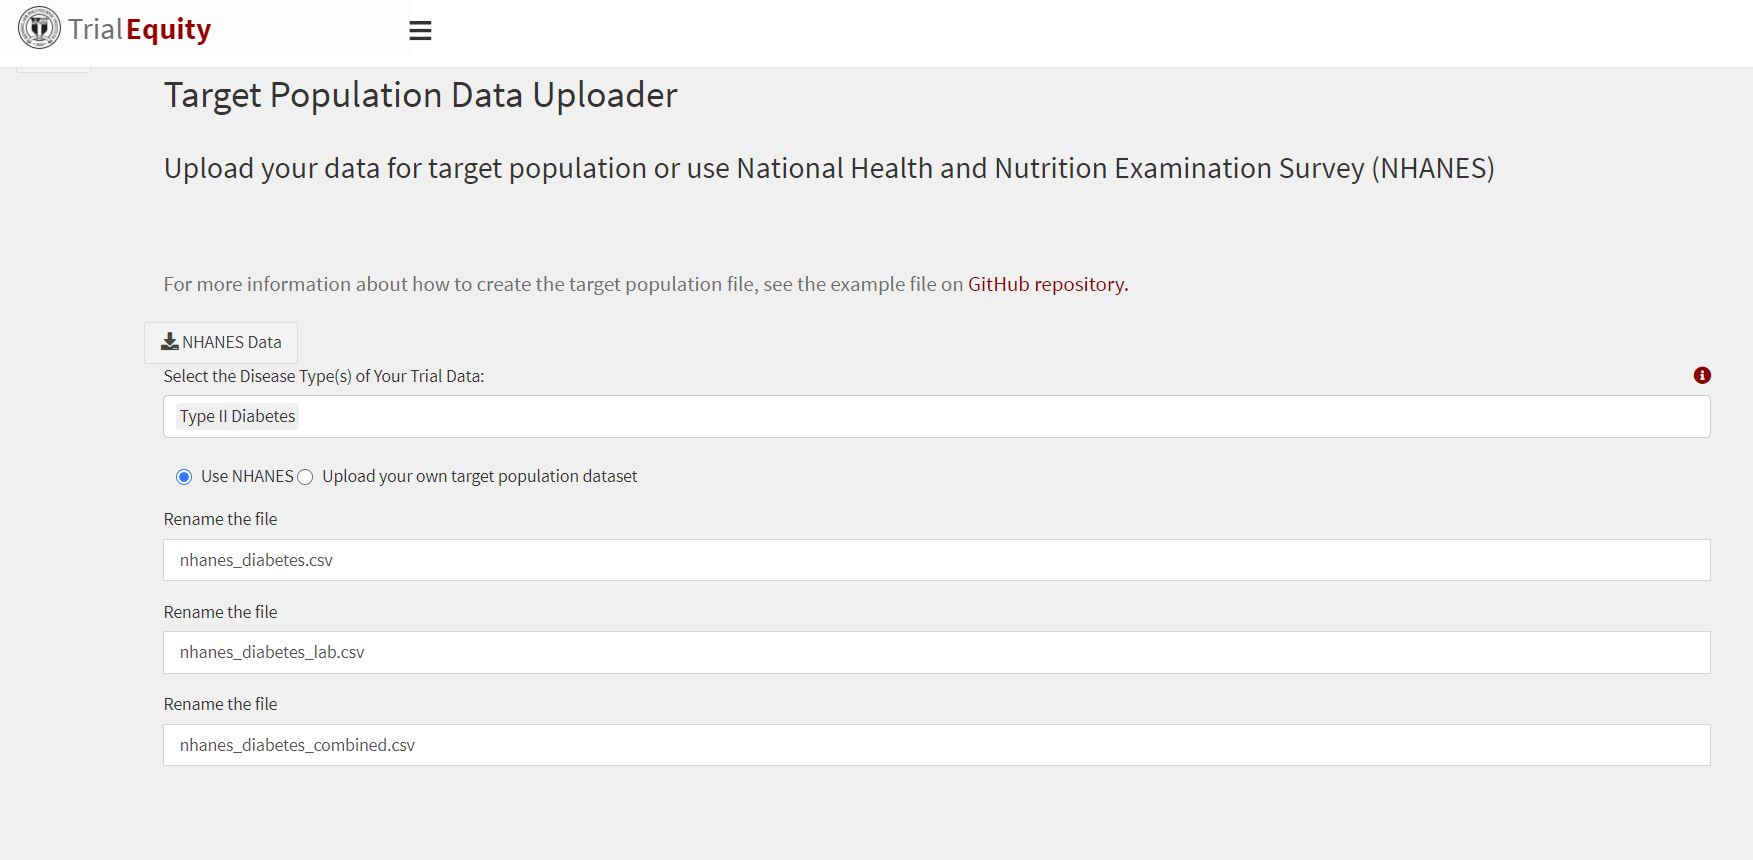 TrialEquity
Target Population Data Uploader
Upload your data for target population or use National Health and Nutrition Examination Survey (NHANES)
For more information about how to create the target population file, see the example file on GitHub repository.
NHANES Data
Select the Disease Type(s) of Your Trial Data:
Type II Diabetes
Use NHANES Upload your own target population dataset
Rename the file
nhanes_diabetes.csv
Rename the file
nhanes_diabetes_lab.csv
Rename the file
nhanes_diabetes_combined.csv